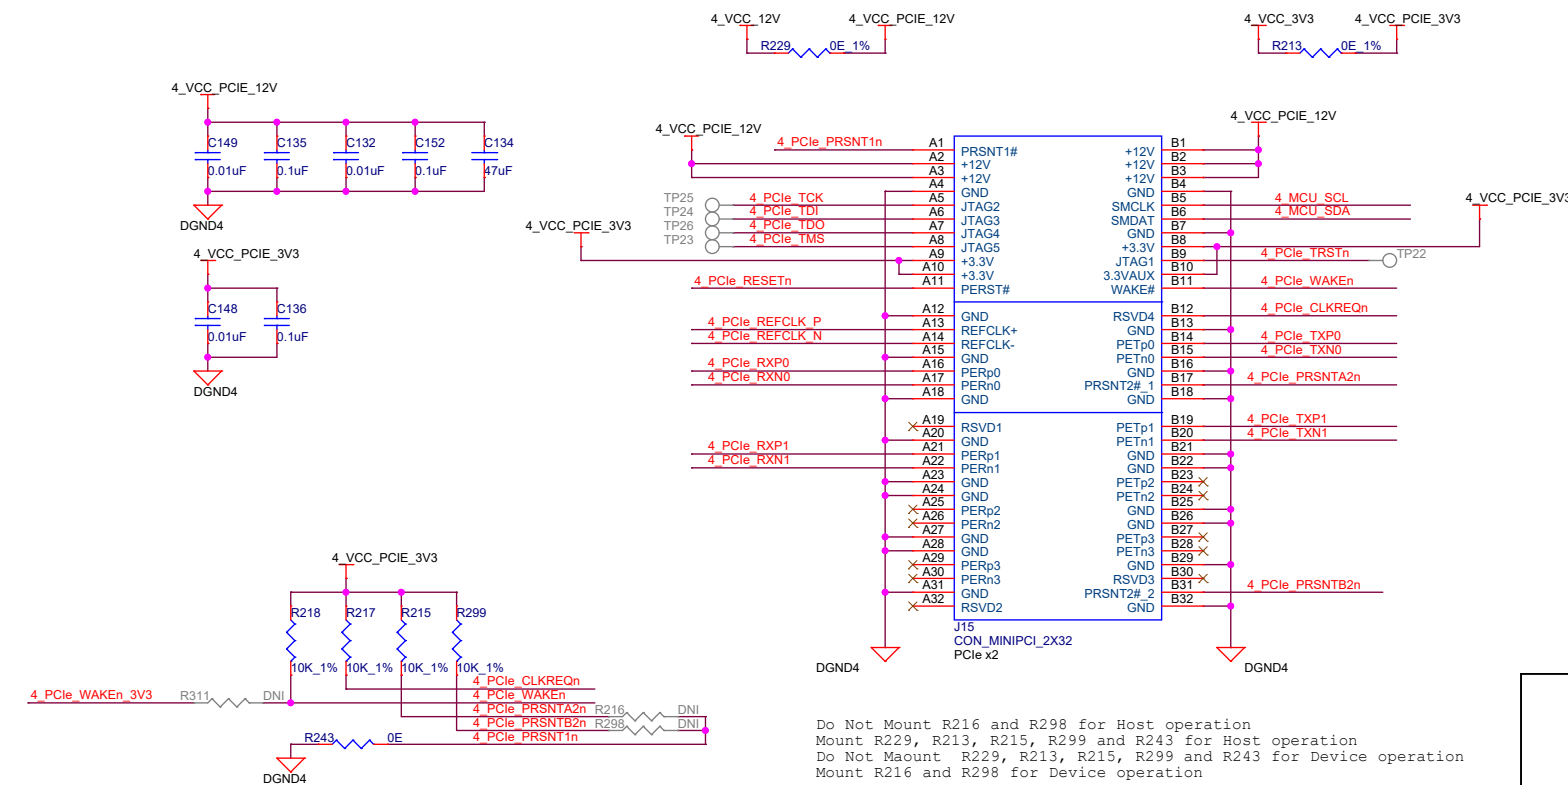 4_VCC_12V 4_VCC_PCIE_12V
R229 0E_1%
4_VCC_3V3 4_VCC_PCIE_3V3
R213 0E_1%
4_VCC_PCIE_12V
C149 C135 C132 C152 C134
0.01uF 0.1uF 0.01uF 0.1uF 47uF
DGND4
4_VCC_PCIE_3V3
C148 C136
0.01uF 0.1uF
DGND4
4_VCC_PCIE_12V
4_VCC_PCIE_12V
4_VCC_PCIE_3V3
4_VCC_PCIE_3V3
4_PCIe_PRSNT1n A1 PRSNT1# +12V B1
A2 +12V +12V B2
A3 +12V +12V B3
A4 GND GND B4
TP25 4_PCIe_TCK A5 JTAG2 SMCLK B5 4_MCU_SCL
TP24 4_PCIe_TDI A6 JTAG3 SMDAT B6 4_MCU_SDA
TP26 4_PCIe_TDO A7 JTAG4 GND B7
TP23 4_PCIe_TMS A8 JTAG5 +3.3V B8
A9 +3.3V JTAG1 B9 4_PCIe_TRSTn TP22
A10 +3.3V 3.3VAUX B10
4_PCIe_RESETn A11 PERST# WAKE# B11 4_PCIe_WAKEn
A12 GND RSVD4 B12 4_PCIe_CLKREQn
4_PCIe_REFCLK_P A13 REFCLK+ GND B13
4_PCIe_REFCLK_N A14 REFCLK- PETp0 B14 4_PCIe_TXP0
A15 GND PETn0 B15 4_PCIe_TXN0
4_PCIe_RXP0 A16 PERp0 GND B16
4_PCIe_RXN0 A17 PERn0 PRSNT2#_1 B17 4_PCIe_PRSNTA2n
A18 GND GND B18
A19 RSVD1 PETp1 B19 4_PCIe_TXP1
A20 GND PETn1 B20 4_PCIe_TXN1
4_PCIe_RXP1 A21 PERp1 GND B21
4_PCIe_RXN1 A22 PERn1 GND B22
A23 GND PETp2 B23
A24 GND PETn2 B24
A25 PERp2 GND B25
A26 PERn2 GND B26
A27 GND PETp3 B27
A28 GND PETn3 B28
A29 PERp3 GND B29
A30 PERn3 RSVD3 B30
A31 GND PRSNT2#_2 B31 4_PCIe_PRSNTB2n
A32 RSVD2 GND B32
J15
CON_MINIPCI_2X32
PCIe x2
DGND4
DGND4
4_VCC_PCIE_3V3
R218 R217 R215 R299
10K_1% 10K_1% 10K_1% 10K_1%
4_PCIe_CLKREQn
4_PCIe_WAKEn_3V3 R311 DNI 4_PCIe_WAKEn
4_PCIe_PRSNTA2n R216 DNI
4_PCIe_PRSNTB2n R298 DNI
R243 0E 4_PCIe_PRSNT1n
DGND4
Do Not Mount R216 and R298 for Host operation
Mount R229, R213, R215, R299 and R243 for Host operation
Do Not Maount R229, R213, R215, R299 and R243 for Device operation
Mount R216 and R298 for Device operation